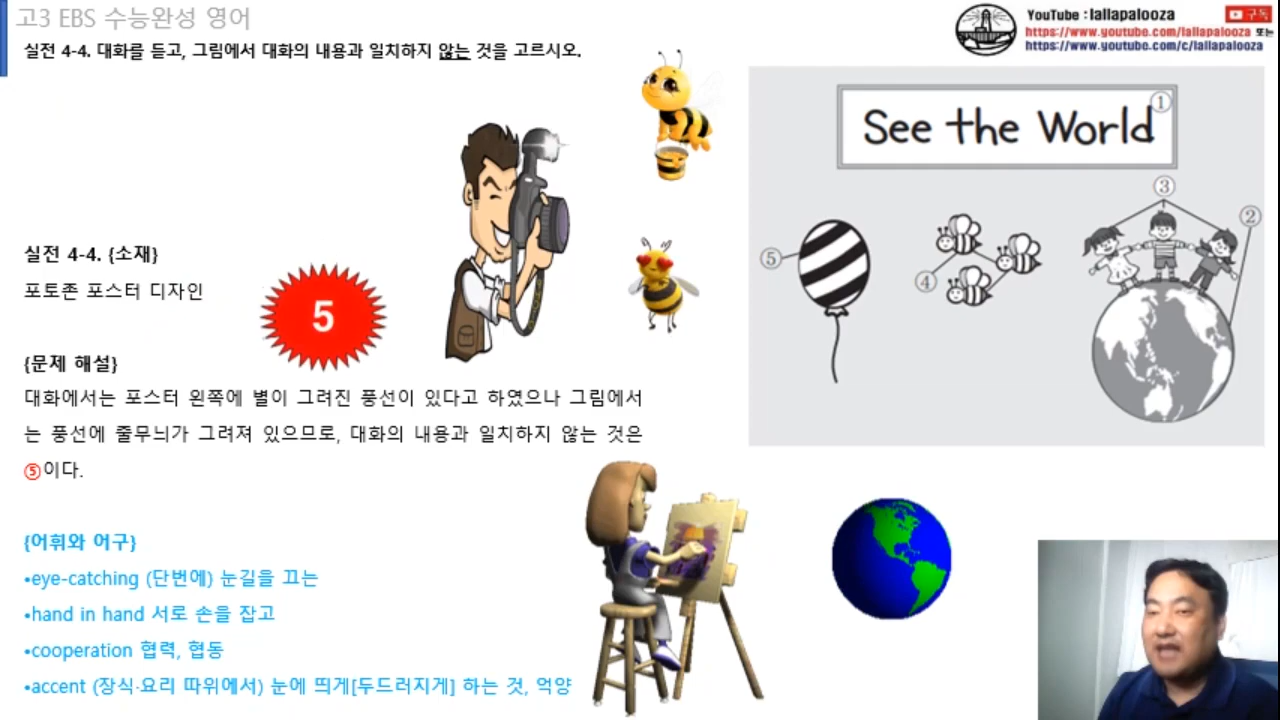 고3 EBS 수능완성 영어
실전 4-4. 대화를 듣고, 그림에서 대화의 내용과 일치하지 않는 것을 고르시오.
YouTube : lallapalooza
구독
https://www.youtube.com/lallapalooza 또는
https://www.youtube.com/c/lallapalooza
See the World
①
③
②
④
⑤
실전 4-4. {소재}
포토존 포스터 디자인
5
{문제 해설}
대화에서는 포스터 왼쪽에 별이 그려진 풍선이 있다고 하였으나 그림에서
는 풍선에 줄무늬가 그려져 있으므로, 대화의 내용과 일치하지 않는 것은
⑤이다.
{어휘와 어구}
•eye-catching (단번에) 눈길을 끄는
•hand in hand 서로 손을 잡고
•cooperation 협력, 협동
•accent (장식·요리 따위에서) 눈에 띄게[두드러지게] 하는 것, 억양